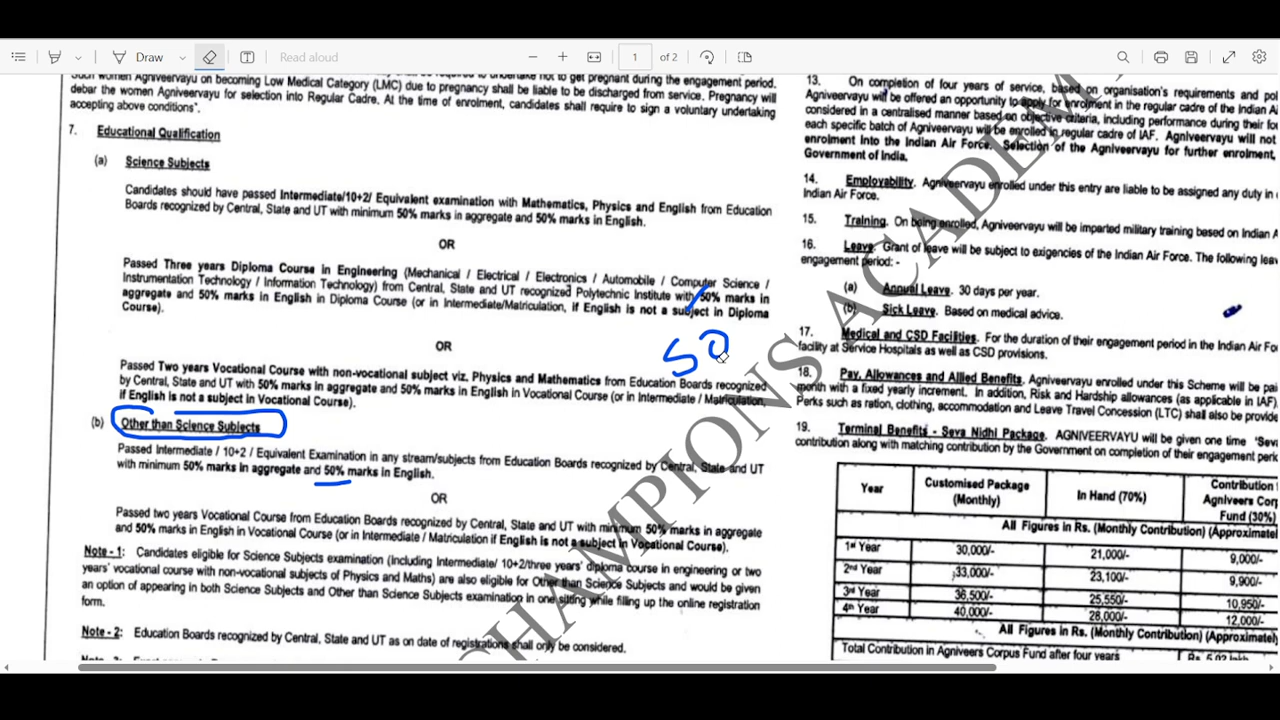 Draw
Read aloud
1 of 2
Such women Agniveervayu on becoming Low Medical Category (LMC) due to pregnancy shall be liable to be discharged from service. Pregnancy will
debar the women Agniveervayu for selection into Regular Cadre. At the time of enrolment, candidates shall require to sign a voluntary undertaking
accepting above conditions".
7. Educational Qualification
(a) Science Subjects
Candidates should have passed Intermediate/10+2/ Equivalent examination with Mathematics, Physics and English from Education
Boards recognized by Central, State and UT with minimum 50% marks in aggregate and 50% marks in English.
OR
Passed Three years Diploma Course in Engineering (Mechanical / Electrical / Electronics / Automobile / Computer Science /
Instrumentation Technology / Information Technology) from Central, State and UT recognized Polytechnic Institute with 50% marks in
aggregate and 50% marks in English in Diploma Course (or in Intermediate/Matriculation, if English is not a subject in Diploma
Course).
50
OR
Passed Two years Vocational Course with non-vocational subject viz. Physics and Mathematics from Education Boards recognized
by Central, State and UT with 50% marks in aggregate and 50% marks in English in Vocational Course (or in Intermediate / Matriculation,
if English is not a subject in Vocational Course).
(b) Other than Science Subjects
Passed Intermediate / 10+2 / Equivalent Examination in any stream/subjects from Education Boards recognized by Central, State and UT
with minimum 50% marks in aggregate and 50% marks in English.
OR
Passed two years Vocational Course from Education Boards recognized by Central, State and UT with minimum 50% marks in aggregate
and 50% marks in English in Vocational Course (or in Intermediate / Matriculation if English is not a subject in Vocational Course).
Note - 1: Candidates eligible for Science Subjects examination (Including Intermediate/ 10+2/three years' diploma course in engineering or two
years' vocational course with non-vocational subjects of Physics and Maths) are also eligible for Other than Science Subjects and would be given
an option of appearing in both Science Subjects and Other than Science Subjects examination in one sitting while filling up the online registration
form.
Note - 2: Education Boards recognized by Central, State and UT as on date of registrations shall only be considered.
13. On completion of four years of service, based on organisation's requirements and
Agniveervayu will be offered an opportunity to apply for enrolment in the regular cadre of the Indian
considered in a centralised manner based on objective criteria, including performance during their
each specific batch of Agniveervayu will be enrolled in regular cadre of IAF. Agniveervayu will not
enrolment Into the Indian Air Force. Selection of the Agniveervayu for further enrolment,
Government of India.
14. Employability. Agniveervayu enrolled under this entry are liable to be assigned any duty in
Indian Air Force.
15. Training. On being enrolled, Agniveervayu will be imparted military training based on Indian
16. Leave. Grant of leave will be subject to exigencies of the Indian Air Force. The following
engagement period: -
(a) Annual Leave. 30 days per year.
(b) Sick Leave. Based on medical advice.
17. Medical and CSD Facilities. For the duration of their engagement period in the Indian Air
facility at Service Hospitals as well as CSD provisions.
18. Pay, Allowances and Allied Benefits. Agniveervayu enrolled under this Scheme will be
month with a fixed yearly increment. In addition, Risk and Hardship allowances (as applicable in IAF)
Perks such as ration, clothing, accommodation and Leave Travel Concession (LTC) shall also be
19. Terminal Benefits - Seva Nidhi Package. AGNIVEERVAYU will be given one time
contribution along with matching contribution by the Government on completion of their engagement
Year Customised Package (Monthly) In Hand (70%) Contribution Agniveers Fund (30%)
All Figures in Rs. (Monthly Contribution)
1st Year 30,000/- 21,000/- 9,000/-
2nd Year 33,000/- 23,100/- 9,900/-
3rd Year 36,500/- 25,550/- 10,950/-
4th Year 40,000/- 28,000/- 12,000/-
All Figures in Rs. (Monthly Contribution)
Total Contribution in Agniveers Corpus Fund after four years
CHAMPIONS ACADEM